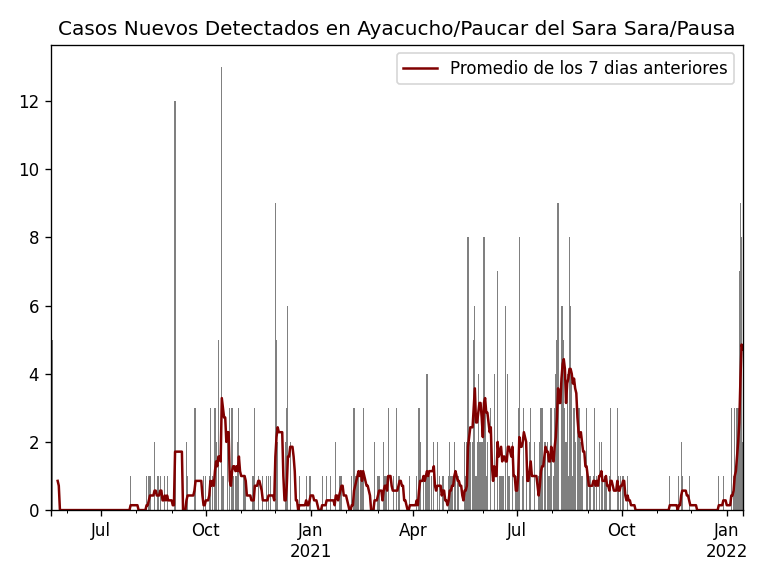 Casos Nuevos Detectados en Ayacucho/Paucar del Sara Sara/Pausa
Promedio de los 7 dias anteriores
12
10
8
6
4
2
0
Jul Oct Jan Apr Jul Oct Jan
2021 2022